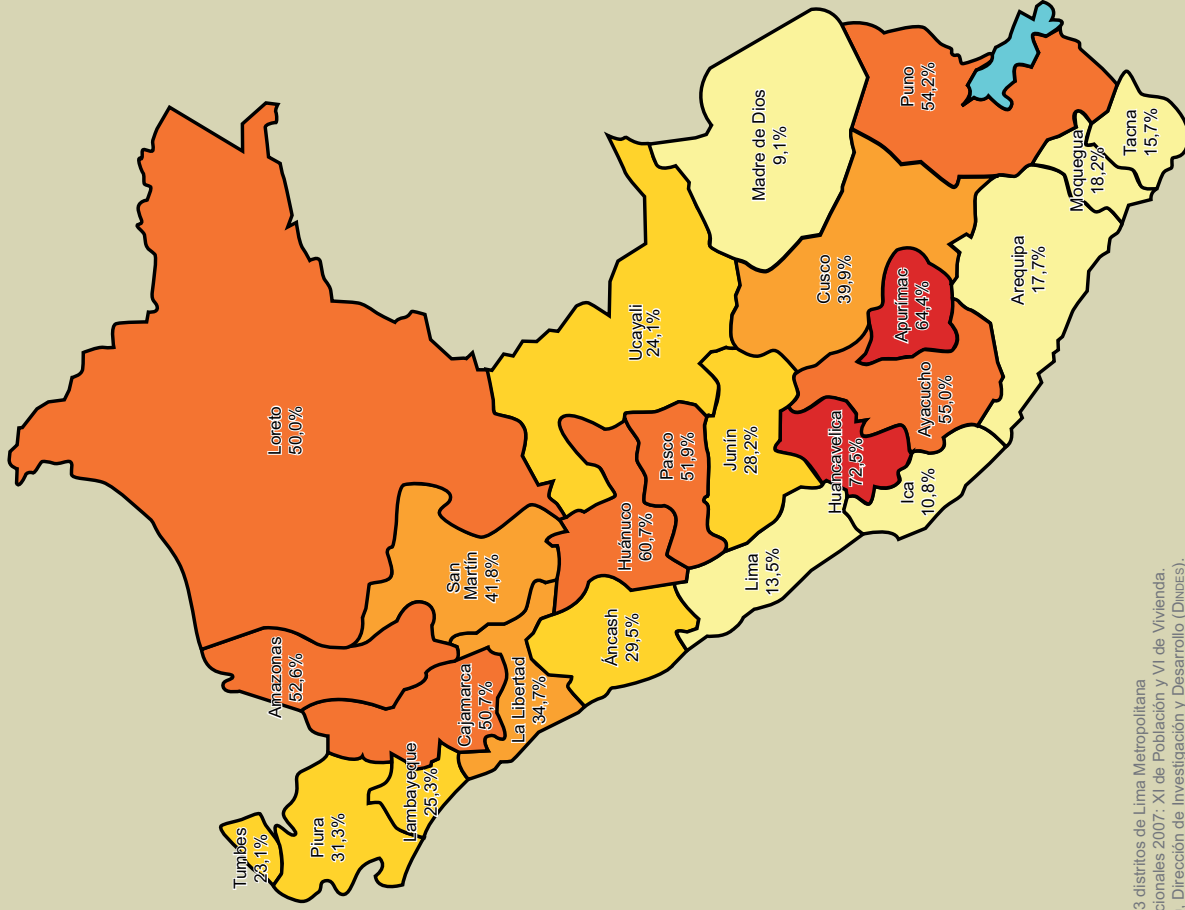 Loreto
50,0%
Amazonas
52,6%
Tumbes
23,1%
Piura
31,3%
Lambayeque
25,3%
Cajamarca
50,7%
San
Martín
41,8%
La Libertad
34,7%
Áncash
29,5%
Huánuco
60,7%
Ucayali
24,1%
Pasco
51,9%
Junín
28,2%
Lima
13,5%
Madre de Dios
9,1%
Cusco
39,9%
Huancavelica
72,5%
Apurímac
64,4%
Ayacucho
55,0%
Ica
10,8%
Puno
54,2%
Arequipa
17,7%
Moquegua
18,2%
Tacna
15,7%
3 distritos de Lima Metropolitana
cionales 2007: XI de Población y VI de Vivienda.
, Dirección de Investigación y Desarrollo (DINDES).